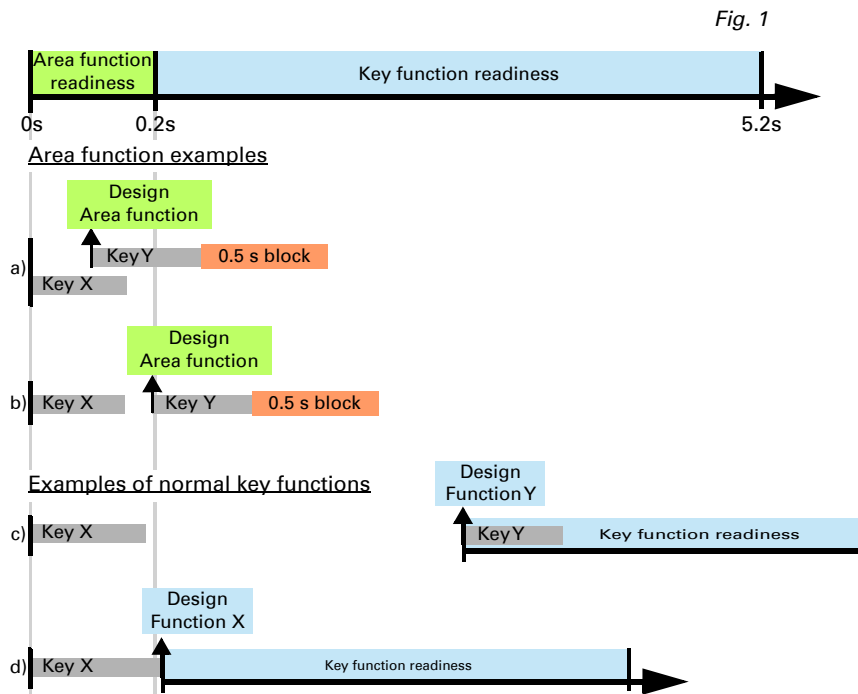 Fig. 1
Area function
readiness
Key function readiness
0s
0.2s
5.2s
Area function examples
Design
Area function
a)
Key Y
0.5 s block
Key X
Design
Area function
b)
Key X
Key Y
0.5 s block
Examples of normal key functions
Design
Function Y
c)
Key X
Key Y
Key function readiness
Design
Function X
d)
Key X
Key function readiness